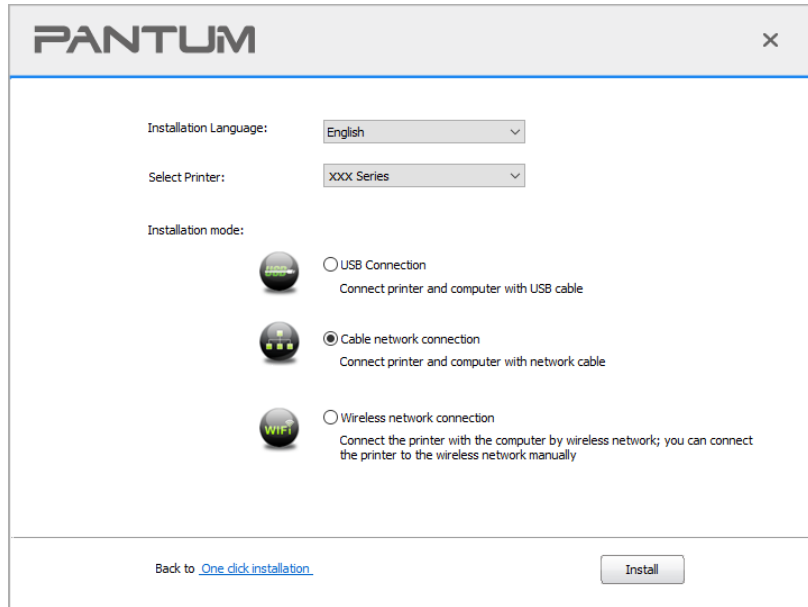 PANTUM
Installation Language:
English
Select Printer:
XXX Series
Installation mode:
USB
USB Connection
Connect printer and computer with USB cable
Cable network connection
Connect printer and computer with network cable
WiFi
Wireless network connection
Connect the printer with the computer by wireless network; you can connect
the printer to the wireless network manually
Back to One click installation
Install